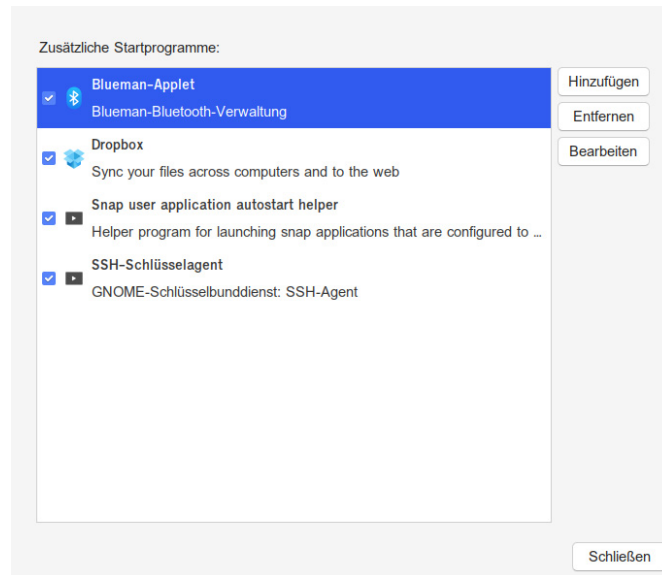 Zusätzliche Startprogramme:
Blueman-Applet
Blueman-Bluetooth-Verwaltung
Dropbox
Sync your files across computers and to the web
Snap user application autostart helper
Helper program for launching snap applications that are configured to ...
SSH-Schlüsselagent
GNOME-Schlüsselbunddienst: SSH-Agent
Hinzufügen
Entfernen
Bearbeiten
Schließen